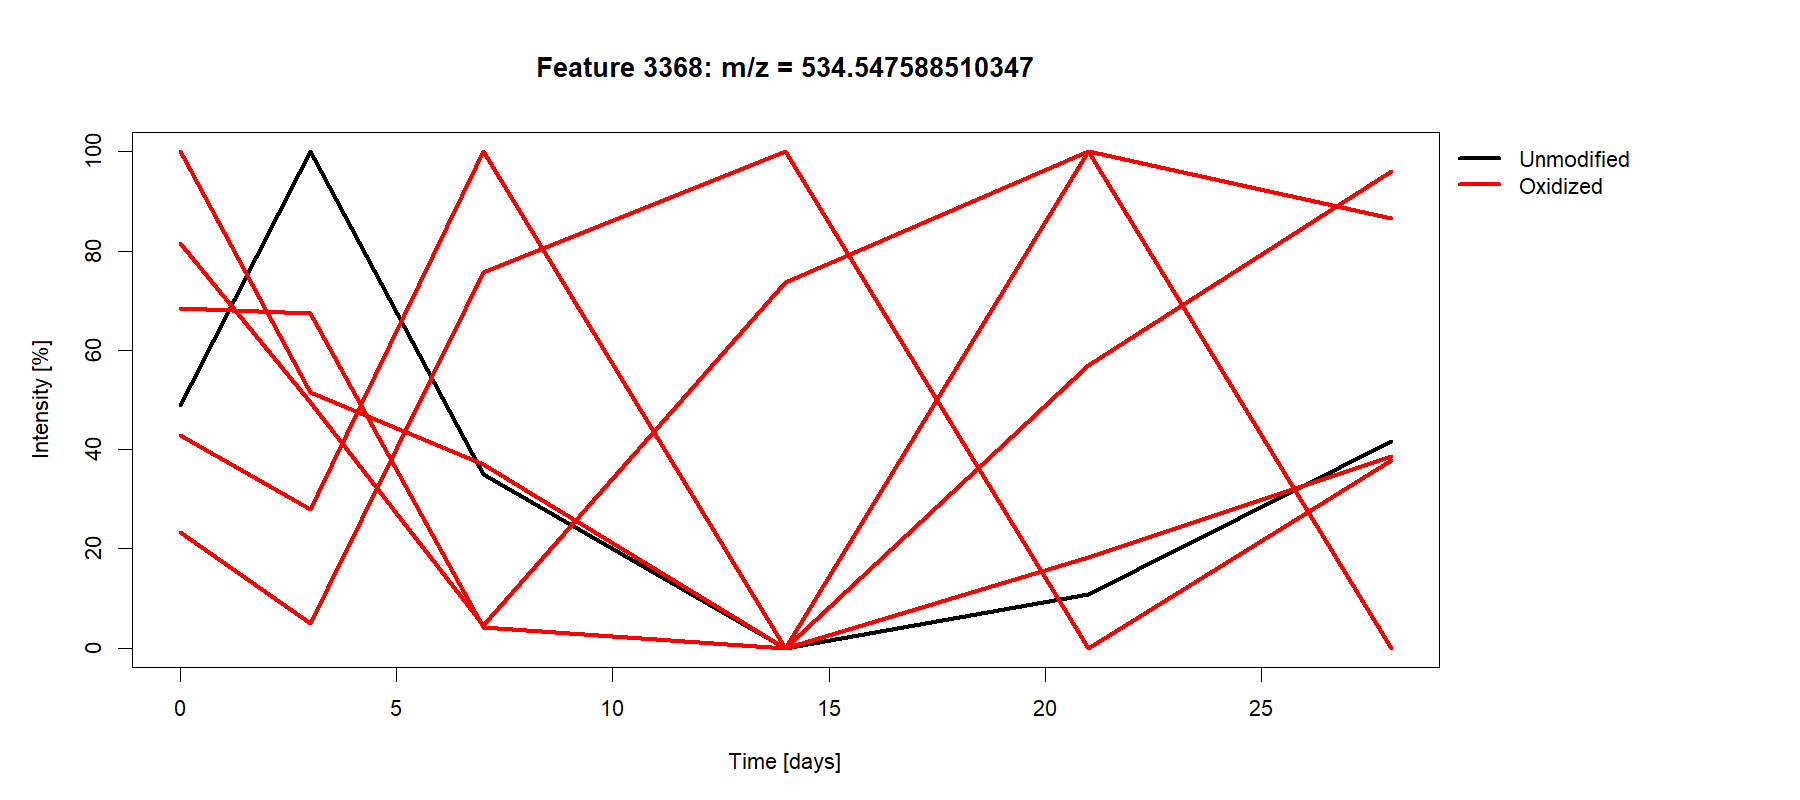 Feature 3368: m/z = 534.547588510347
Unmodified
Oxidized
Intensity [%]
100
80
60
40
20
0
0 5 10 15 20 25
Time [days]